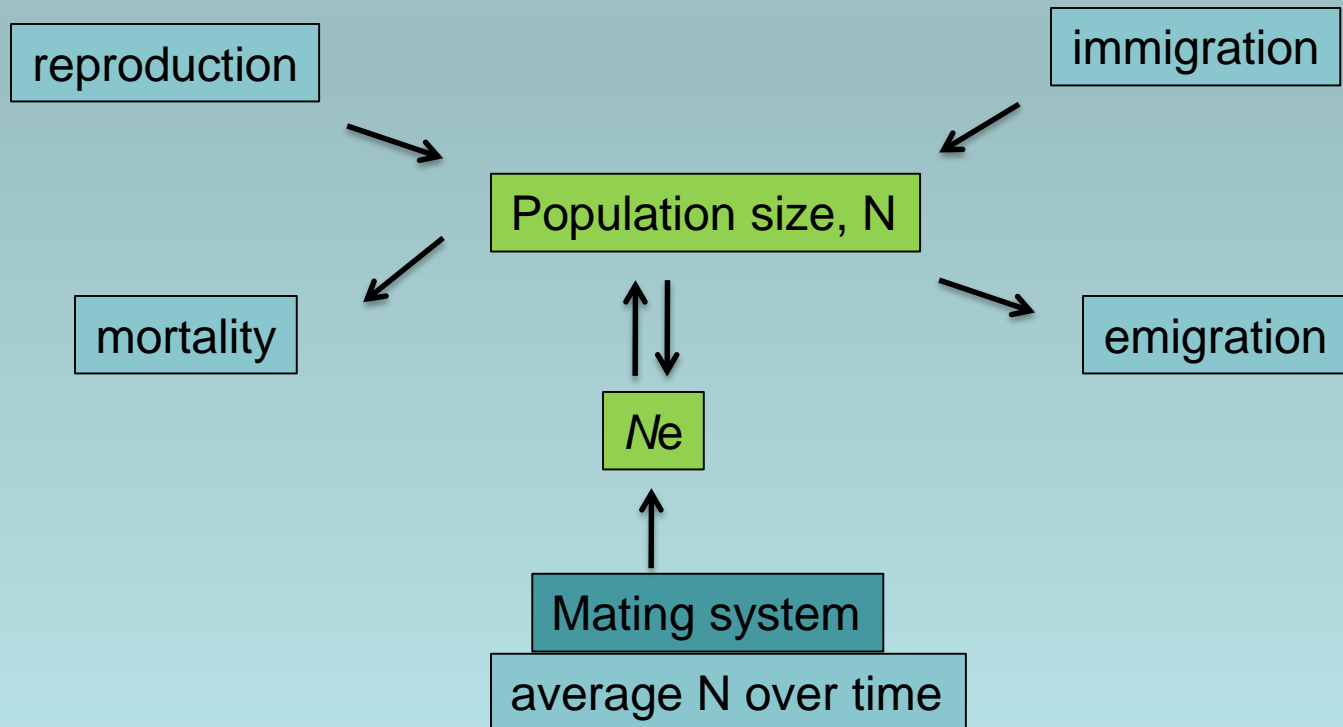 reproduction
immigration
Population size, N
mortality
emigration
Ne
Mating system
average N over time